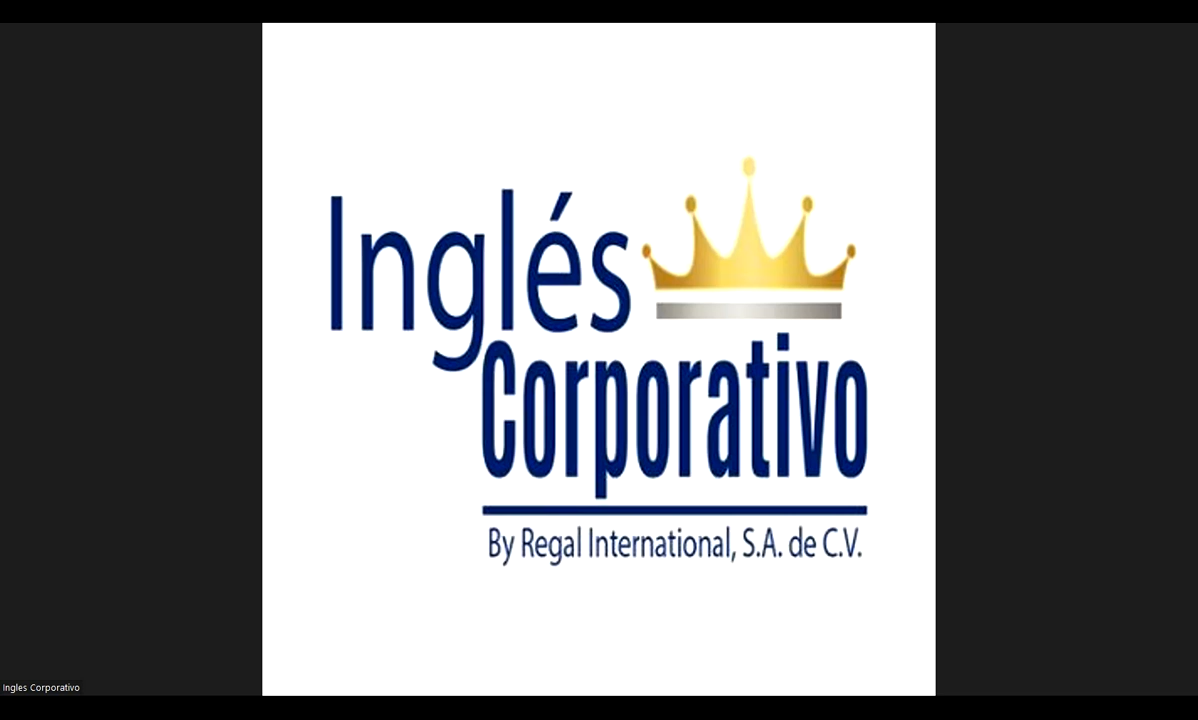 Inglés
Corporativo
By Regal International, S.A. de C.V.
Ingles Corporativo